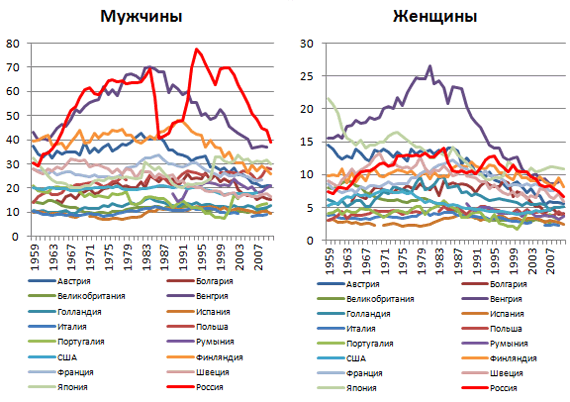 Мужчины
80
70
60
50
40
30
20
10
0
1959 1963 1967 1971 1975 1979 1983 1987 1991 1995 1999 2003 2007
Австрия Болгария
Великобритания Венгрия
Голландия Испания
Италия Польша
Португалия Румыния
США Финляндия
Франция Швеция
Япония Россия
Женщины
30
25
20
15
10
5
0
1959 1963 1967 1971 1975 1979 1983 1987 1991 1995 1999 2003 2007
Австрия Болгария
Великобритания Венгрия
Голландия Испания
Италия Польша
Португалия Румыния
США Финляндия
Франция Швеция
Япония Россия